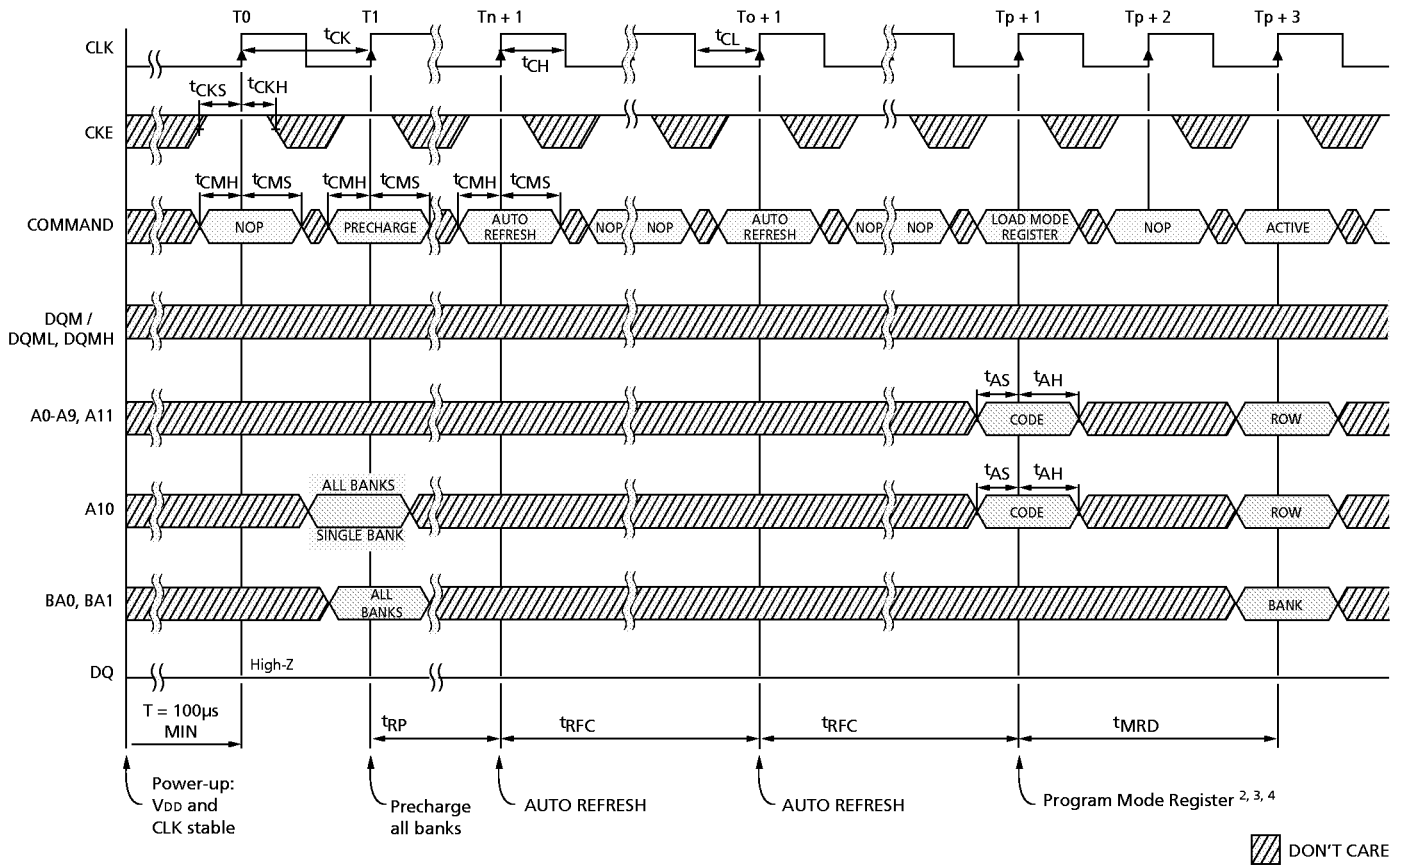 T0 T1 Tn + 1 To + 1 Tp + 1 Tp + 2 Tp + 3
CLK tCK tCH tCL
tCKS tCKH
CKE
tCMH tCMS tCMH tCMS tCMH tCMS
COMMAND NOP PRECHARGE AUTO REFRESH NOP NOP AUTO REFRESH NOP NOP LOAD MODE REGISTER NOP ACTIVE
DQM /
DQML, DQMH
tAS tAH
A0-A9, A11 CODE ROW
ALL BANKS tAS tAH
A10 CODE ROW
SINGLE BANK
BA0, BA1 ALL BANKS BANK
DQ High-Z
T = 100µs
MIN
tRP tRFC tRFC tMRD
Power-up:
VDD and
CLK stable
Precharge
all banks
AUTO REFRESH
AUTO REFRESH
Program Mode Register 2, 3, 4
DON'T CARE